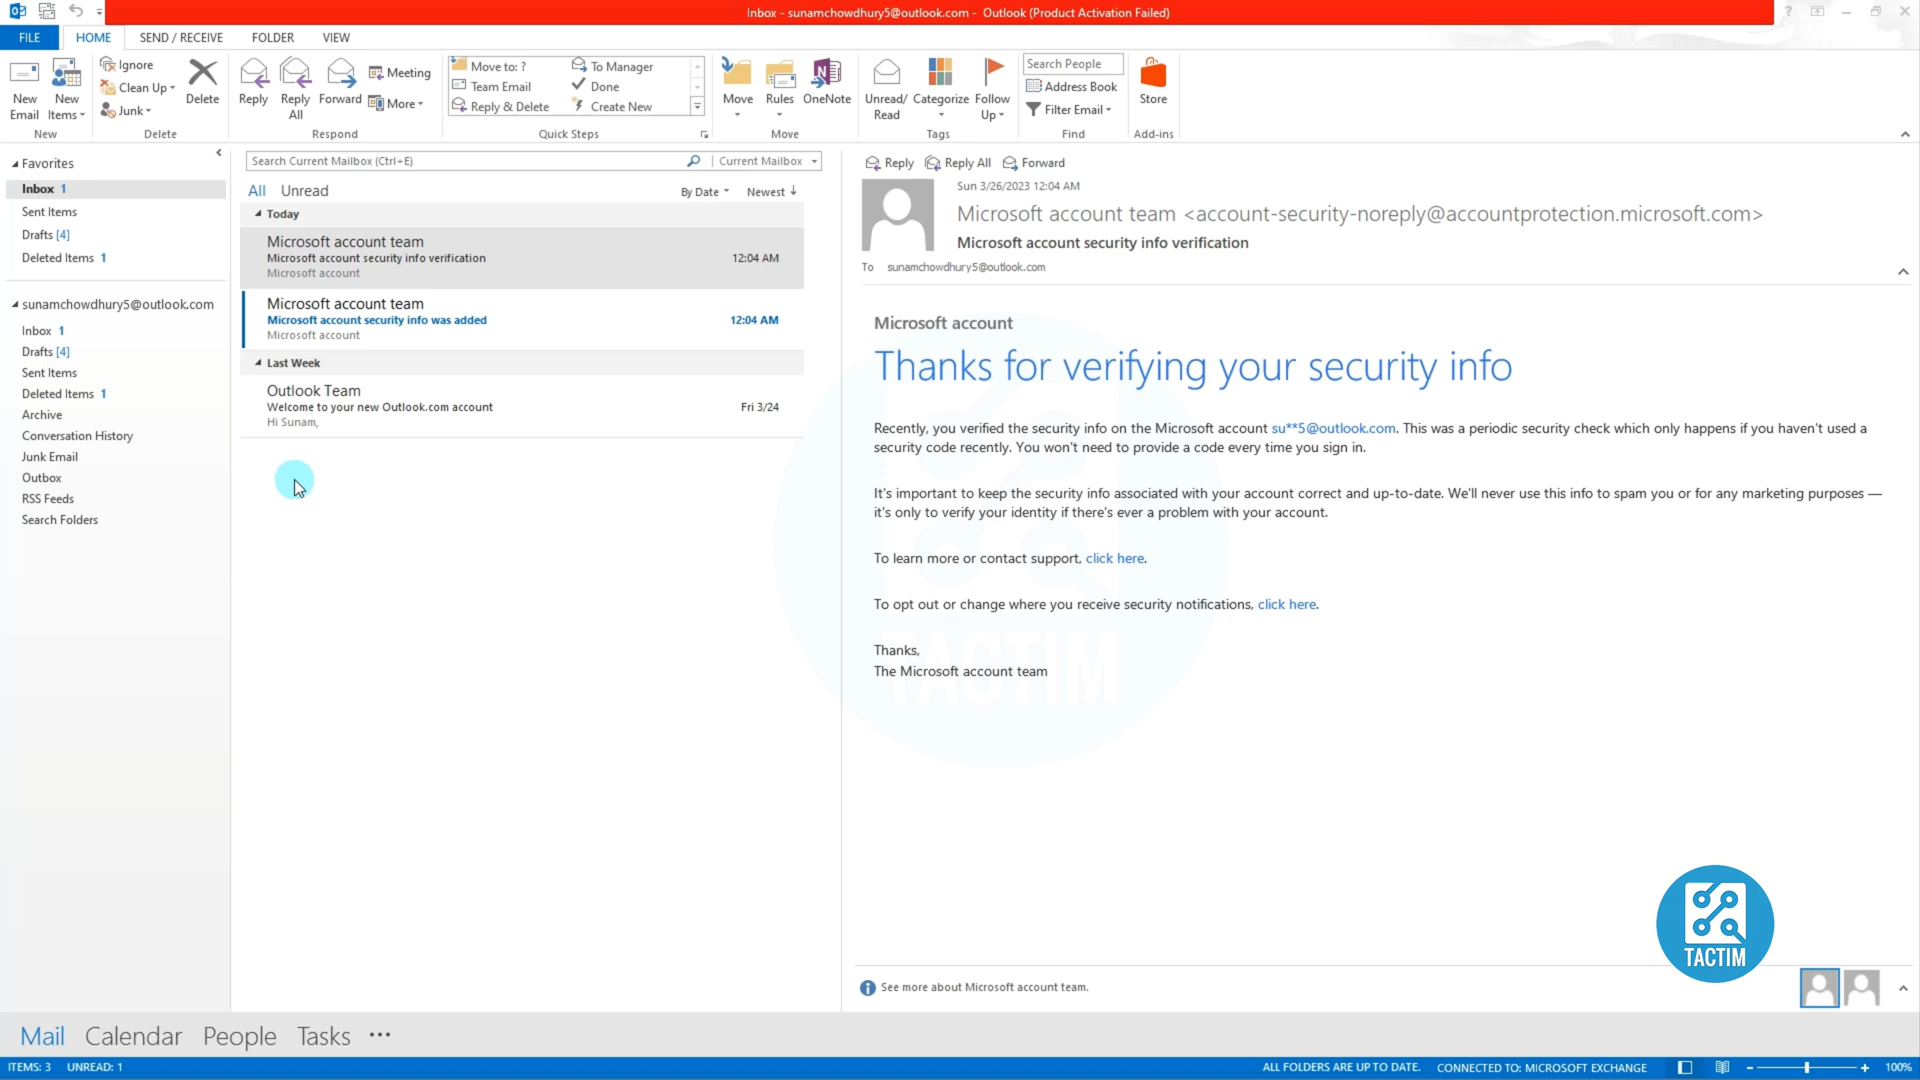 Inbox - sunamchowdhury5@outlook.com - Outlook (Product Activation Failed)
FILE HOME SEND / RECEIVE FOLDER VIEW
New Email
New Items
Ignore
Clean Up
Junk
Delete
Reply
Reply All
Forward
Meeting
More
Move to: ?
Team Email
Reply & Delete
To Manager
Done
Create New
Move
Rules
OneNote
Unread/ Read
Categorize
Follow Up
Search People
Address Book
Filter Email
Store
New Delete Respond Quick Steps Move Tags Find Add-ins
Favorites
Inbox 1
Sent Items
Drafts [4]
Deleted Items 1
sunamchowdhury5@outlook.com
Inbox 1
Drafts [4]
Sent Items
Deleted Items 1
Archive
Conversation History
Junk Email
Outbox
RSS Feeds
Search Folders
Search Current Mailbox (Ctrl+E) Current Mailbox
All Unread By Date Newest
Today
Microsoft account team
Microsoft account security info verification 12:04 AM
Microsoft account
Microsoft account team
Microsoft account security info was added 12:04 AM
Microsoft account
Last Week
Outlook Team
Welcome to your new Outlook.com account Fri 3/24
Hi Sunam,
Reply Reply All Forward
Sun 3/26/2023 12:04 AM
Microsoft account team <account-security-noreply@accountprotection.microsoft.com>
Microsoft account security info verification
To sunamchowdhury5@outlook.com
Microsoft account
Thanks for verifying your security info
Recently, you verified the security info on the Microsoft account su**5@outlook.com. This was a periodic security check which only happens if you haven't used a
security code recently. You won't need to provide a code every time you sign in.
It's important to keep the security info associated with your account correct and up-to-date. We'll never use this info to spam you or for any marketing purposes —
it's only to verify your identity if there's ever a problem with your account.
To learn more or contact support, click here.
To opt out or change where you receive security notifications, click here.
Thanks,
The Microsoft account team
TACTIM
TACTIM
See more about Microsoft account team.
Mail Calendar People Tasks ...
ITEMS: 3 UNREAD: 1 ALL FOLDERS ARE UP TO DATE. CONNECTED TO: MICROSOFT EXCHANGE 100%